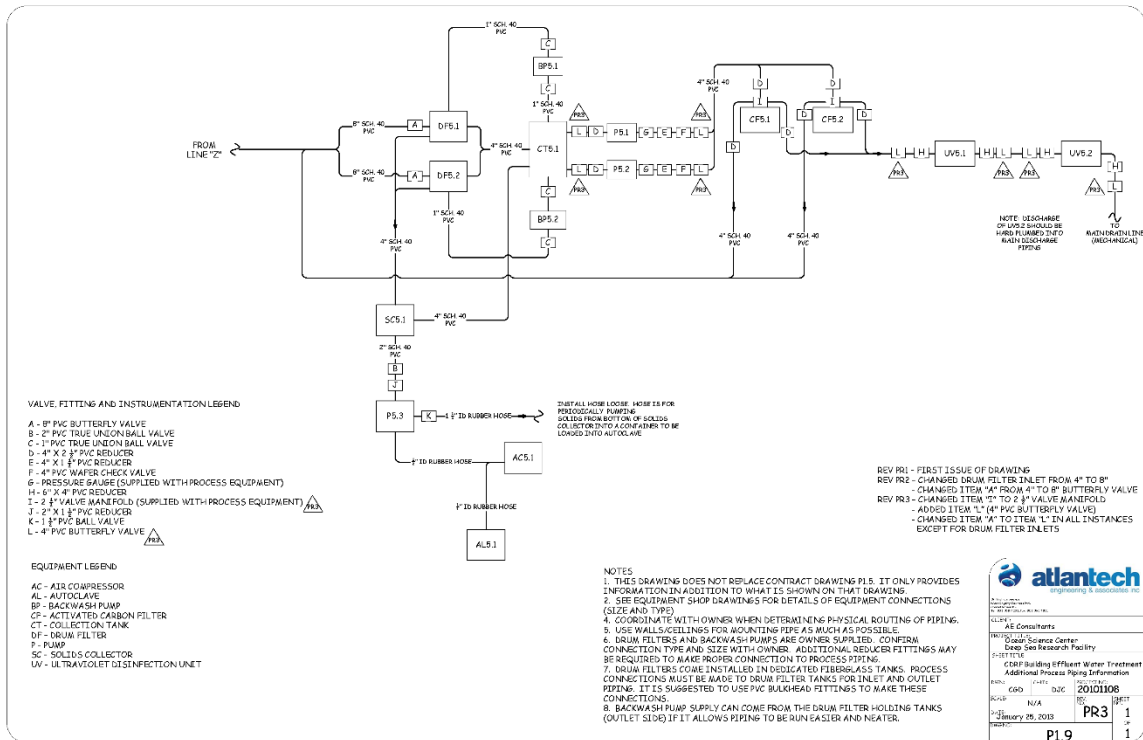 1" SCH. 40
PVC
C
BP5.1
C
1" SCH. 40
PVC
FROM
LINE "Z"
8" SCH. 40
PVC
A
DF5.1
8" SCH. 40
PVC
A
DF5.2
4" SCH. 40
PVC
CT5.1
PR3
L
D
P5.1
G
E
F
L
PR3
L
D
P5.2
G
E
F
L
PR3
PR3
4" SCH. 40
PVC
D
I
D
CF5.1
D
D
D
I
D
CF5.2
D
D
L
H
UV5.1
H
L
L
H
UV5.2
H
L
PR3
PR3
PR3
PR3
NOTE: DISCHARGE
OF UV5.2 SHOULD BE
HARD PLUMBED INTO
MAIN DISCHARGE
PIPING
TO
MAIN DRAIN LINE
(MECHANICAL)
C
BP5.2
C
1" SCH. 40
PVC
4" SCH. 40
PVC
4" SCH. 40
PVC
4" SCH. 40
PVC
SC5.1
4" SCH. 40
PVC
2" SCH. 40
PVC
B
J
P5.3
K
1 ½" ID RUBBER HOSE
INSTALL HOSE LOOSE. HOSE IS FOR
PERIODICALLY PUMPING
SOLIDS FROM BOTTOM OF SOLIDS
COLLECTOR INTO A CONTAINER TO BE
LOADED INTO AUTOCLAVE
ID RUBBER HOSE
AC5.1
ID RUBBER HOSE
AL5.1
VALVE, FITTING AND INSTRUMENTATION LEGEND
A - 8" PVC BUTTERFLY VALVE
B - 2" PVC TRUE UNION BALL VALVE
C - 1" PVC TRUE UNION BALL VALVE
D - 4" X 2 ½" PVC REDUCER
E - 4" X 1 ½" PVC REDUCER
F - 4" PVC WAFER CHECK VALVE
G - PRESSURE GAUGE (SUPPLIED WITH PROCESS EQUIPMENT)
H - 6" X 4" PVC REDUCER
I - 2 ½" VALVE MANIFOLD (SUPPLIED WITH PROCESS EQUIPMENT) PR3
J - 2" X 1 ½" PVC REDUCER
K - 1 ½" PVC BALL VALVE
L - 4" PVC BUTTERFLY VALVE PR3
EQUIPMENT LEGEND
AC - AIR COMPRESSOR
AL - AUTOCLAVE
BP - BACKWASH PUMP
CF - ACTIVATED CARBON FILTER
CT - COLLECTION TANK
DF - DRUM FILTER
P - PUMP
SC - SOLIDS COLLECTOR
UV - ULTRAVIOLET DISINFECTION UNIT
REV PR1 - FIRST ISSUE OF DRAWING
REV PR2 - CHANGED DRUM FILTER INLET FROM 4" TO 8"
- CHANGED ITEM "A" FROM 4" TO 8" BUTTERFLY VALVE
REV PR3 - CHANGED ITEM "I" TO 2 ½" VALVE MANIFOLD
- ADDED ITEM "L" (4" PVC BUTTERFLY VALVE)
- CHANGED ITEM "A" TO ITEM "L" IN ALL INSTANCES
EXCEPT FOR DRUM FILTER INLETS
NOTES
1. THIS DRAWING DOES NOT REPLACE CONTRACT DRAWING P1.5. IT ONLY PROVIDES
INFORMATION IN ADDITION TO WHAT IS SHOWN ON THAT DRAWING.
2. SEE EQUIPMENT SHOP DRAWINGS FOR DETAILS OF EQUIPMENT CONNECTIONS
(SIZE AND TYPE)
4. COORDINATE WITH OWNER WHEN DETERMINING PHYSICAL ROUTING OF PIPING.
5. USE WALLS/CEILINGS FOR MOUNTING PIPE AS MUCH AS POSSIBLE.
6. DRUM FILTERS AND BACKWASH PUMPS ARE OWNER SUPPLIED. CONFIRM
CONNECTION TYPE AND SIZE WITH OWNER. ADDITIONAL REDUCER FITTINGS MAY
BE REQUIRED TO MAKE PROPER CONNECTION TO PROCESS PIPING.
7. DRUM FILTERS COME INSTALLED IN DEDICATED FIBERGLASS TANKS. PROCESS
CONNECTIONS MUST BE MADE TO DRUM FILTER TANKS FOR INLET AND OUTLET
PIPING. IT IS SUGGESTED TO USE PVC BULKHEAD FITTINGS TO MAKE THESE
CONNECTIONS.
8. BACKWASH PUMP SUPPLY CAN COME FROM THE DRUM FILTER HOLDING TANKS
(OUTLET SIDE) IF IT ALLOWS PIPING TO BE RUN EASIER AND NEATER.
atlantech
engineering & associates inc
CLIENT:
AE Consultants
PROJECT TITLE:
Ocean Science Center
Deep Sea Research Facility
SHEET TITLE
CDRF Building Effluent Water Treatment
Additional Process Piping Information
CGD
DJC
20101108
N/A
PR3
SHEET
1
OF
1
DATE:
January 25, 2013
P1.9